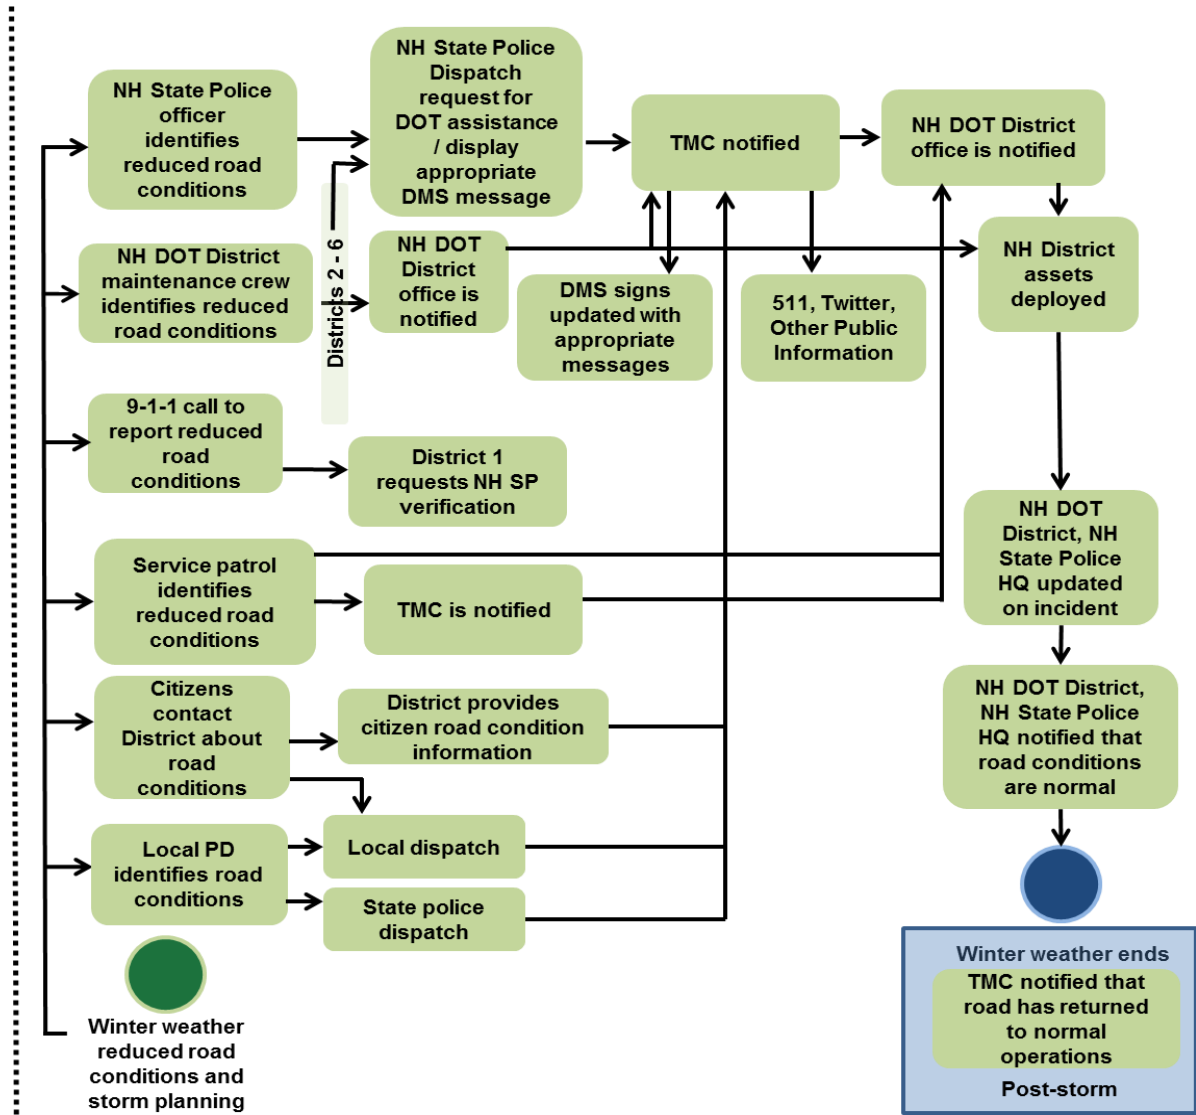 NH State Police
officer
identifies
reduced road
conditions
NH State Police
Dispatch
request for
DOT assistance
/ display
appropriate
DMS message
TMC notified
NH DOT District
office is notified
NH DOT District
maintenance crew
identifies reduced
road conditions
Districts 2 - 6
NH DOT
District
office is
notified
DMS signs
updated with
appropriate
messages
511, Twitter,
Other Public
Information
NH District
assets
deployed
9-1-1 call to
report reduced
road
conditions
District 1
requests NH SP
verification
NH DOT
District, NH
State Police
HQ updated
on incident
Service patrol
identifies
reduced road
conditions
TMC is notified
Citizens
contact
District about
road
conditions
District provides
citizen road condition
information
NH DOT District,
NH State Police
HQ notified that
road conditions
are normal
Local PD
identifies road
conditions
Local dispatch
State police
dispatch
Winter weather
reduced road
conditions and
storm planning
Winter weather ends
TMC notified that
road has returned
to normal
operations
Post-storm